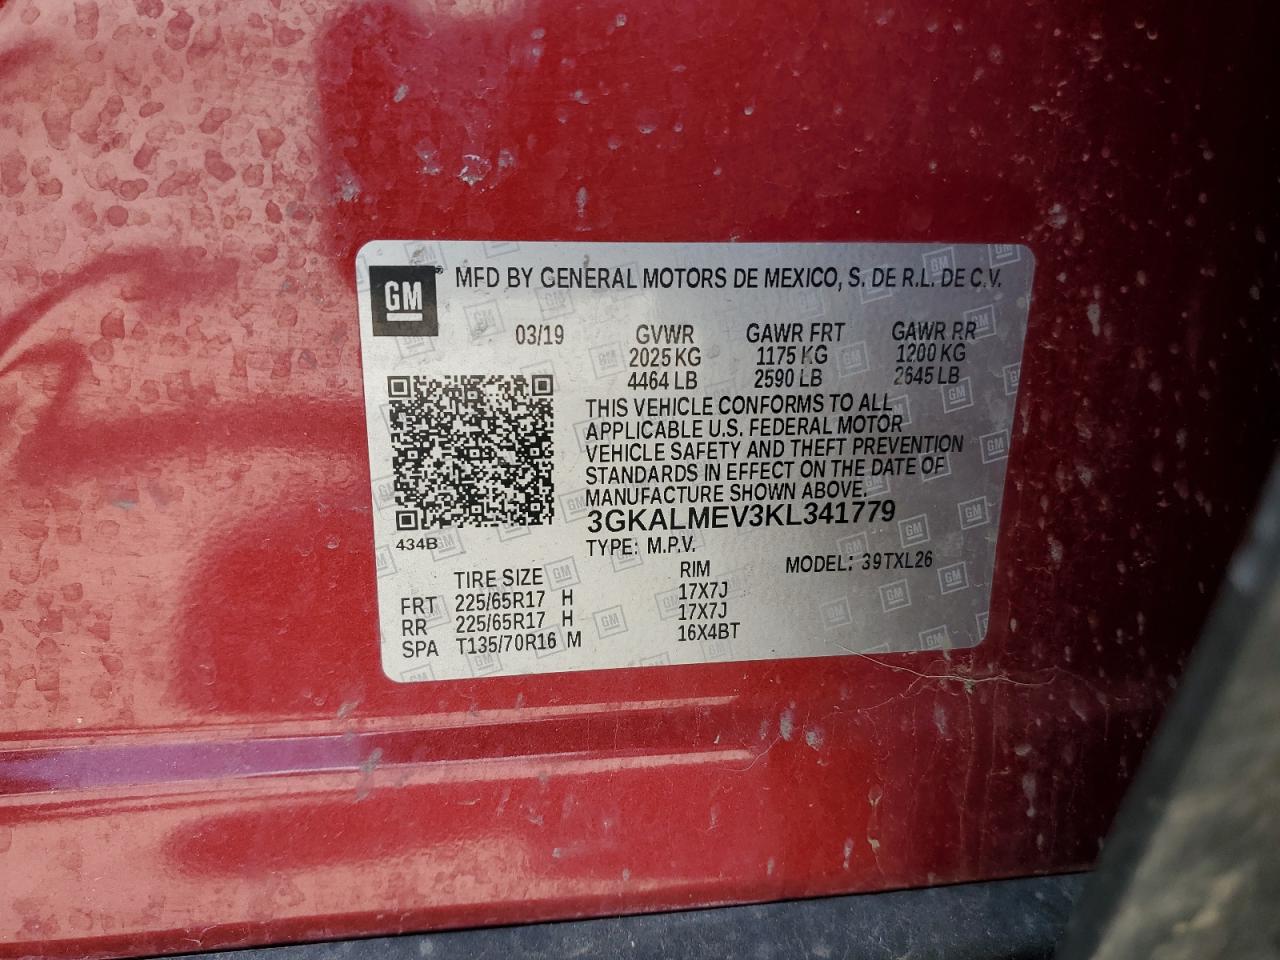 GM
MFD BY GENERAL MOTORS DE MEXICO, S. DE R.L. DE C.V.
03/19 GVWR GAWR FRT GAWR RR
2025 KG 1175 KG 1200 KG
4464 LB 2590 LB 2645 LB
THIS VEHICLE CONFORMS TO ALL
APPLICABLE U.S. FEDERAL MOTOR
VEHICLE SAFETY AND THEFT PREVENTION
STANDARDS IN EFFECT ON THE DATE OF
MANUFACTURE SHOWN ABOVE.
3GKALMEV3KL341779
434B
TYPE: M.P.V.
MODEL: 39TXL26
TIRE SIZE RIM
FRT 225/65R17 H 17X7J
RR 225/65R17 H 17X7J
SPA T135/70R16 M 16X4BT